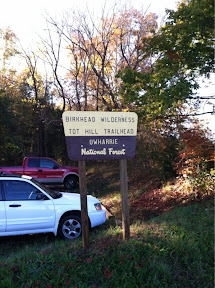 BIRKHEAD WILDERNESS
TOT HILL TRAILHEAD
UWHARRIE
National Forest